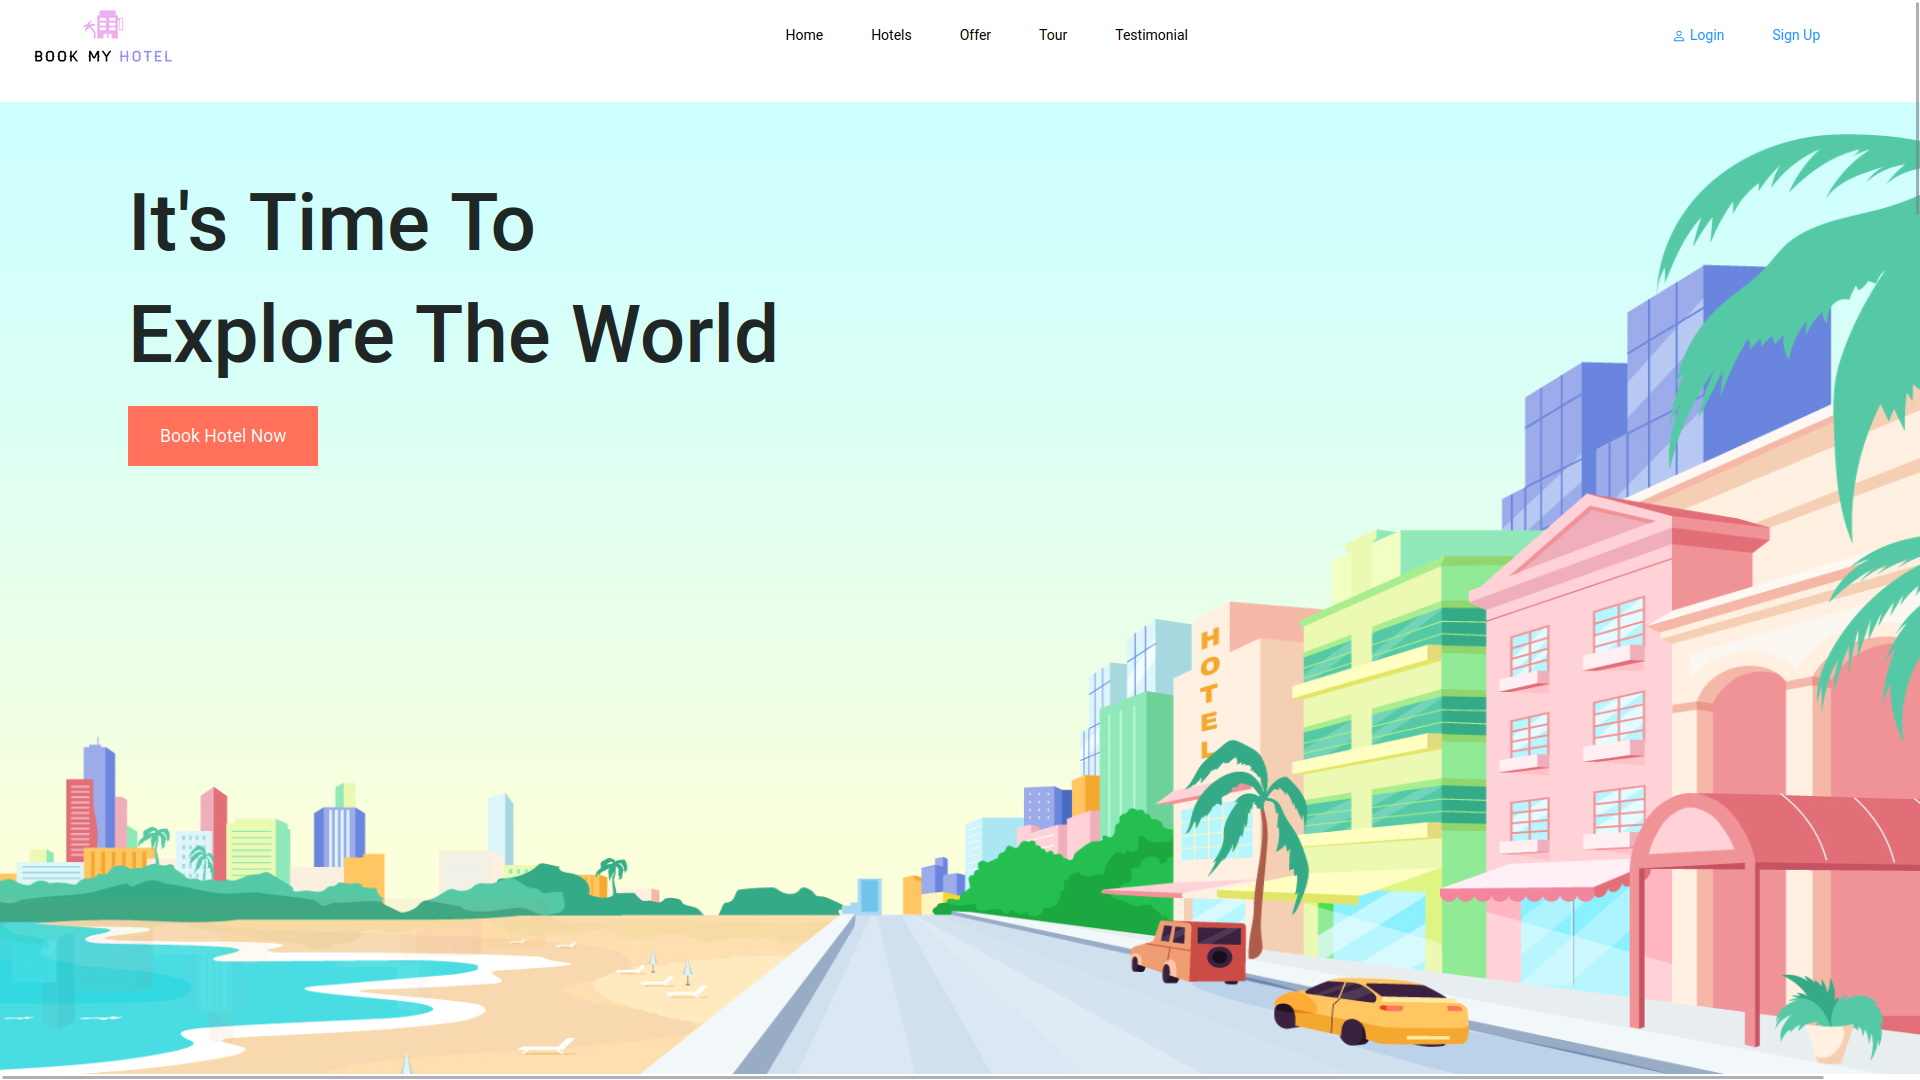 BOOK MY HOTEL
Home
Hotels
Offer
Tour
Testimonial
Login
Sign Up
It's Time To
Explore The World
Book Hotel Now
HOTEL